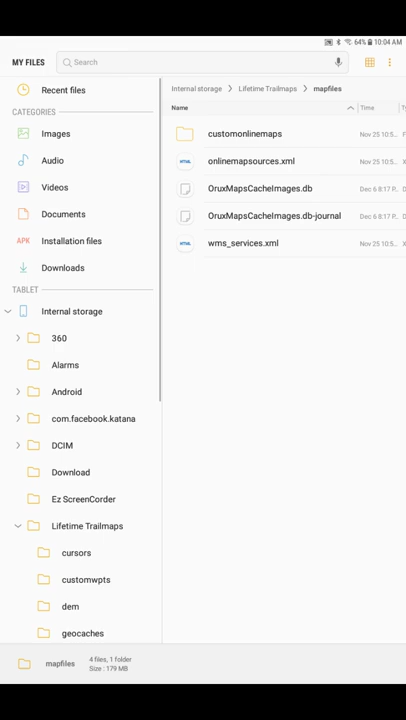 64% 10:04 AM
MY FILES
Search
Recent files
CATEGORIES
Images
Audio
Videos
Documents
APK Installation files
Downloads
TABLET
Internal storage
360
Alarms
Android
com.facebook.katana
DCIM
Download
Ez ScreenCorder
Lifetime Trailmaps
cursors
customwpts
dem
geocaches
Internal storage > Lifetime Trailmaps > mapfiles
Name Time Ty
customonlinemaps Nov 25 10:5... F
HTML onlinemapsources.xml Nov 25 10:5... X
OruxMapsCacheImages.db Dec 6 8:17 P... D
OruxMapsCacheImages.db-journal Dec 6 8:17 P... D
HTML wms_services.xml Nov 25 10:5... X
mapfiles
4 files, 1 folder
Size : 179 MB